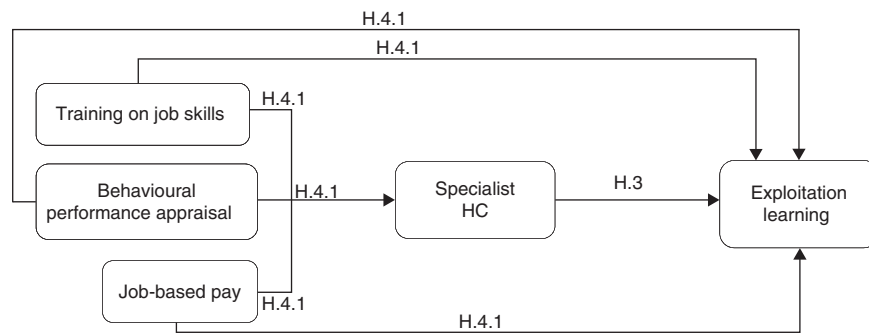 H.4.1
H.4.1
Training on job skills
H.4.1
Behavioural
performance appraisal
H.4.1
Specialist
HC
H.3
Exploitation
learning
Job-based pay
H.4.1
H.4.1